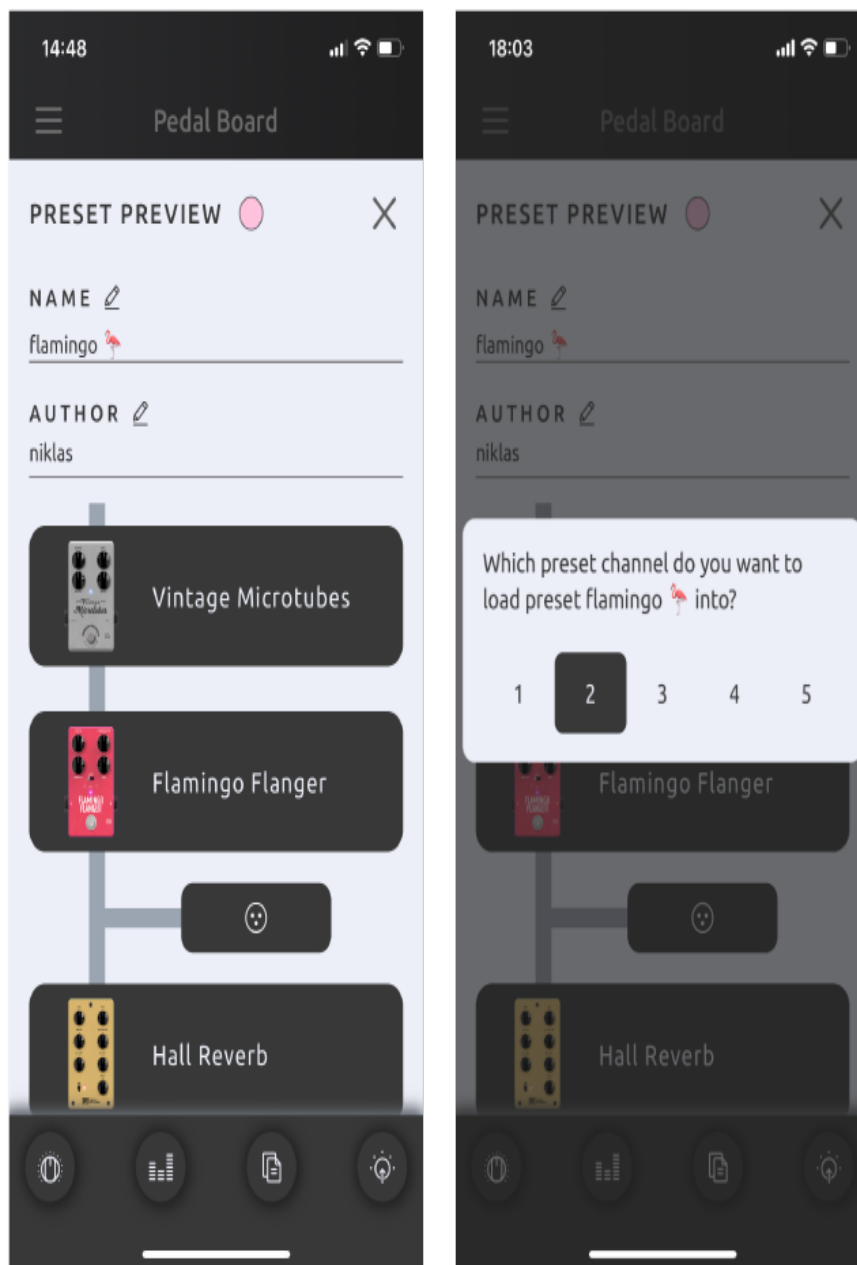 14:48
Pedal Board
PRESET PREVIEW
NAME
flamingo 🦩
AUTHOR
niklas
Vintage Microtubes
Flamingo Flanger
Hall Reverb
18:03
Pedal Board
PRESET PREVIEW
NAME
flamingo 🦩
AUTHOR
niklas
Which preset channel do you want to
load preset flamingo 🦩 into?
1 2 3 4 5
Flamingo Flanger
Hall Reverb